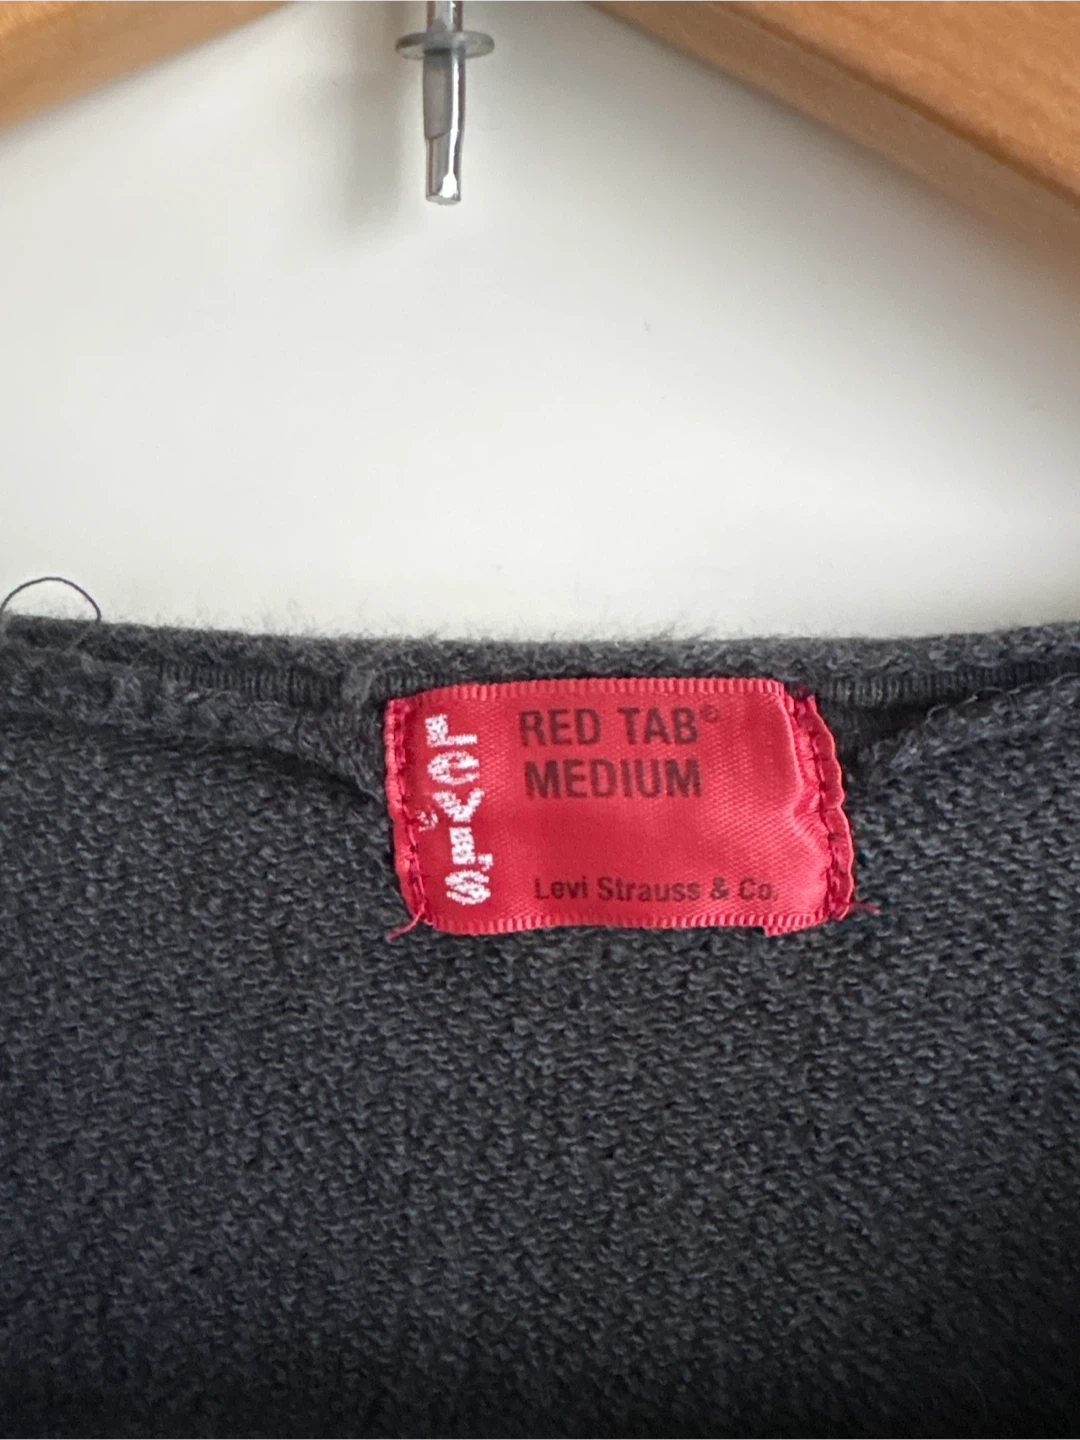 Levi's
RED TAB©
MEDIUM
Levi Strauss & Co.